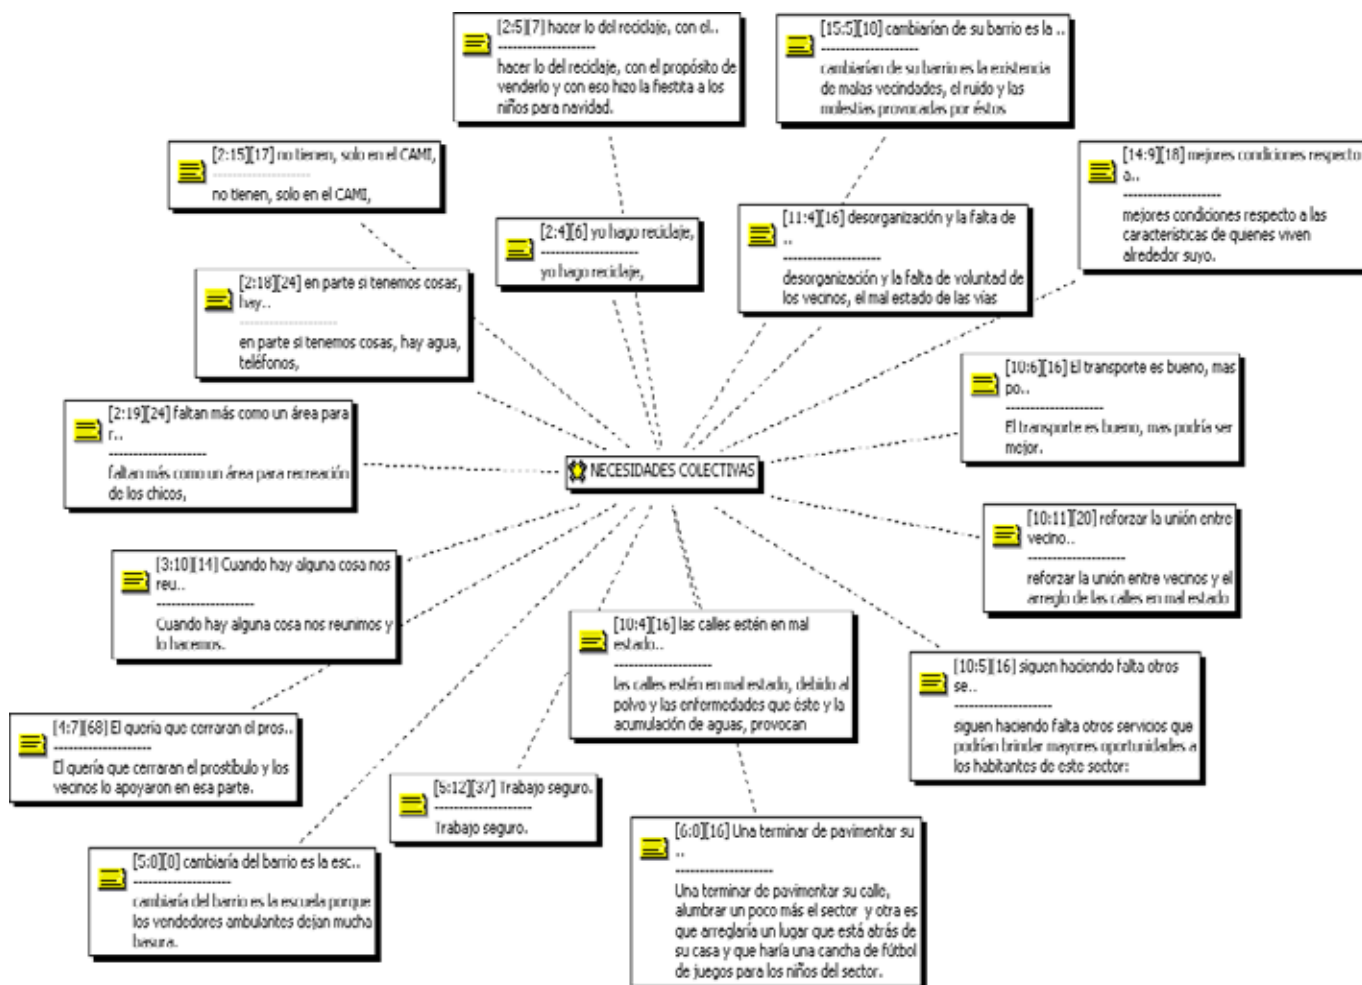 [2:5][7] hacer lo del reciclaje, con el..
--------------------
hacer lo del reciclaje, con el propósito de
venderlo y con eso hizo la fiestita a los
niños para navidad.
[15:5][10] cambiarían de su barrio es la ..
--------------------
cambiarían de su barrio es la existencia
de malas vecindades, el ruido y las
molestias provocadas por éstos
[2:15][17] no tienen, solo en el CAMI,
--------------------
no tienen, solo en el CAMI,
[14:9][18] mejores condiciones respecto
a..
--------------------
mejores condiciones respecto a las
características de quienes viven
alrededor suyo.
[2:4][6] yo hago reciclaje,
--------------------
yo hago reciclaje,
[11:4][16] desorganización y la falta de
..
--------------------
desorganización y la falta de voluntad de
los vecinos, el mal estado de las vías
[2:18][24] en parte si tenemos cosas,
hay..
--------------------
en parte si tenemos cosas, hay agua,
teléfonos,
[10:6][16] El transporte es bueno, mas
po..
--------------------
El transporte es bueno, mas podría ser
mejor.
[2:19][24] faltan más como un área para
r..
--------------------
faltan más como un área para recreación
de los chicos,
NECESIDADES COLECTIVAS
[10:11][20] reforzar la unión entre
vecino..
--------------------
reforzar la unión entre vecinos y el
arreglo de las calles en mal estado
[3:10][14] Cuando hay alguna cosa nos
reu..
--------------------
Cuando hay alguna cosa nos reunimos y
lo hacemos.
[10:4][16] las calles estén en mal
estado..
--------------------
las calles estén en mal estado, debido al
polvo y las enfermedades que éste y la
acumulación de aguas, provocan
[10:5][16] siguen haciendo falta otros
se..
--------------------
siguen haciendo falta otros servicios que
podrían brindar mayores oportunidades a
los habitantes de este sector:
[4:7][68] El quería que cerraran el pros..
--------------------
El quería que cerraran el prostíbulo y los
vecinos lo apoyaron en esa parte.
[5:12][37] Trabajo seguro.
--------------------
Trabajo seguro.
[6:0][16] Una terminar de pavimentar su
..
--------------------
Una terminar de pavimentar su calle,
alumbrar un poco más el sector y otra es
que arreglaría un lugar que está atrás de
su casa y que haría una cancha de fútbol
de juegos para los niños del sector.
[5:0][0] cambiaría del barrio es la esc..
--------------------
cambiaría del barrio es la escuela porque
los vendedores ambulantes dejan mucha
basura.